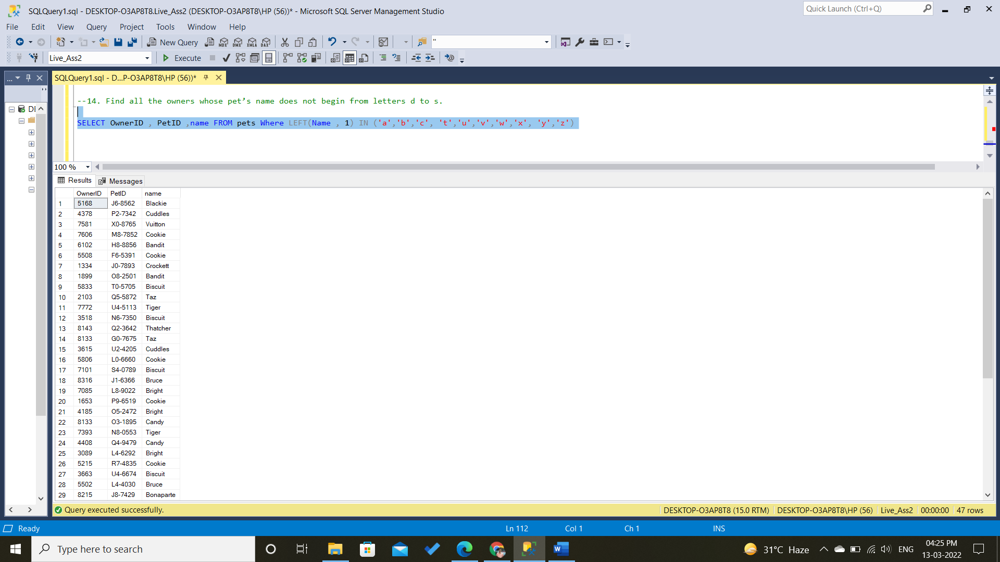 SQLQuery1.sql - DESKTOP-O3AP8T8.Live_Ass2 (DESKTOP-O3AP8T8\HP (56))* - Microsoft SQL Server Management Studio
Quick Launch (Ctrl+Q)
File Edit View Query Project Tools Window Help
New Query MDX DMX XMLA DAX "
Live_Ass2 Execute
... SQLQuery1.sql - D...P-O3AP8T8\HP (56))*
--14. Find all the owners whose pet’s name does not begin from letters d to s.
DE
SELECT OwnerID , PetID ,name FROM pets Where LEFT(Name , 1) IN ('a','b','c', 't','u','v','w','x', 'y','z')
100 %
Results Messages
OwnerID PetID name
1 5168 J6-8562 Blackie
2 4378 P2-7342 Cuddles
3 7581 X0-8765 Vuitton
4 7606 M8-7852 Cookie
5 6102 H8-8856 Bandit
6 5508 F6-5391 Cookie
7 1334 J0-7893 Crockett
8 1899 O8-2501 Bandit
9 5833 T0-5705 Biscuit
10 2103 Q5-5872 Taz
11 7772 U4-5113 Tiger
12 3518 N6-7350 Biscuit
13 8143 Q2-3642 Thatcher
14 8133 G0-7675 Taz
15 3615 U2-4205 Cuddles
16 5806 L0-6660 Cookie
17 7101 S4-0789 Biscuit
18 8316 J1-6366 Bruce
19 7085 L8-9022 Bright
20 1653 P9-6519 Cookie
21 4185 O5-2472 Bright
22 8133 O3-1895 Candy
23 7393 N8-0553 Tiger
24 4408 Q4-9479 Candy
25 3089 L4-6292 Bright
26 5215 R7-4835 Cookie
27 3663 U4-6674 Biscuit
28 5502 L4-4030 Bruce
29 8215 J8-7429 Bonaparte
Query executed successfully. DESKTOP-O3AP8T8 (15.0 RTM) DESKTOP-O3AP8T8\HP (56) Live_Ass2 00:00:00 47 rows
Ready Ln 112 Col 1 Ch 1 INS
Type here to search 31°C Haze ENG 04:25 PM
13-03-2022